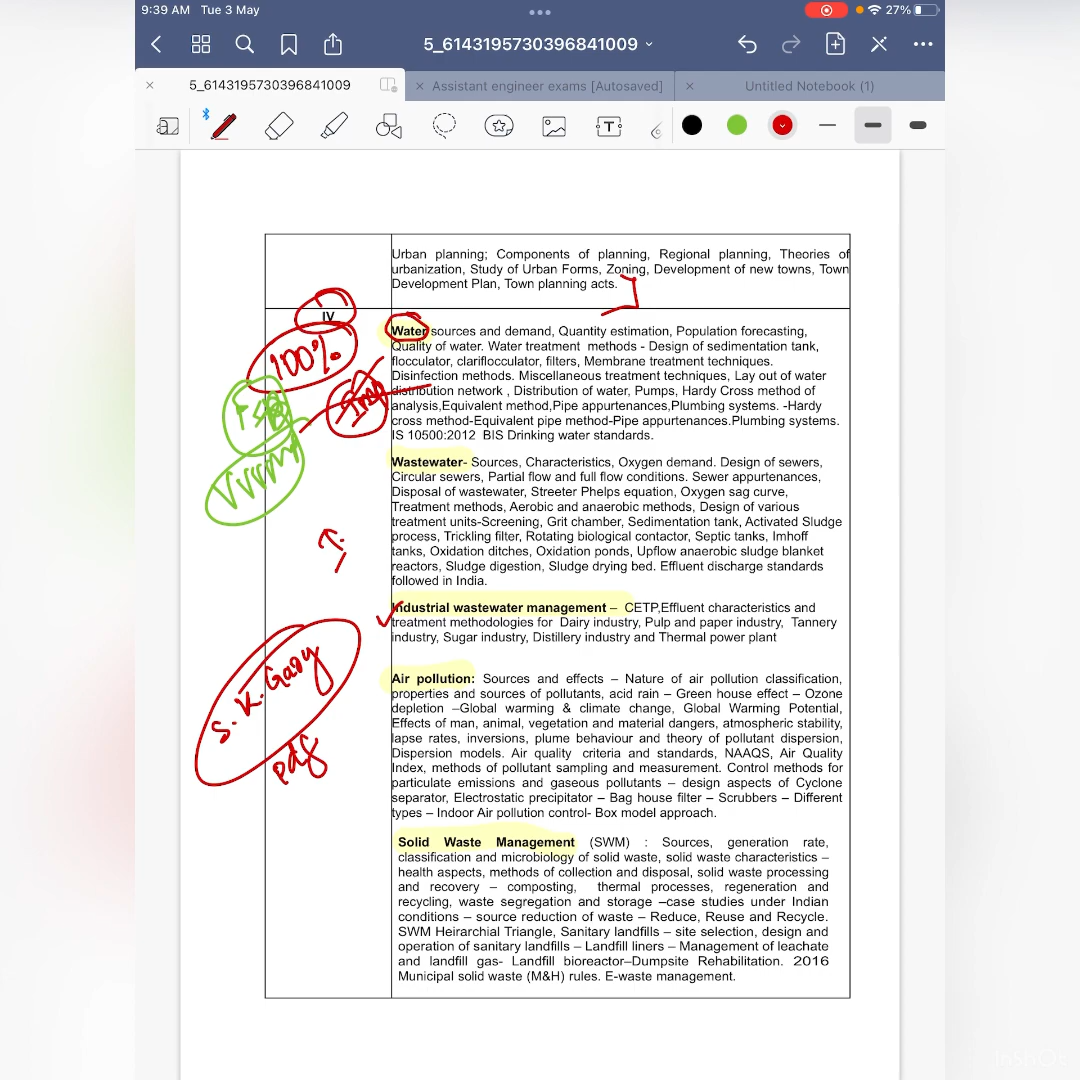 9:39 AM Tue 3 May
27%
5_6143195730396841009
5_6143195730396841009
Assistant engineer exams [Autosaved]
Untitled Notebook (1)
Urban planning; Components of planning, Regional planning, Theories of
urbanization, Study of Urban Forms, Zoning, Development of new towns, Town
Development Plan, Town planning acts.
IV
100%
Water sources and demand, Quantity estimation, Population forecasting,
Quality of water. Water treatment methods - Design of sedimentation tank,
flocculator, clariflocculator, filters, Membrane treatment techniques.
Disinfection methods. Miscellaneous treatment techniques, Lay out of water
distribution network , Distribution of water, Pumps, Hardy Cross method of
analysis,Equivalent method,Pipe appurtenances,Plumbing systems. -Hardy
cross method-Equivalent pipe method-Pipe appurtenances.Plumbing systems.
IS 10500:2012 BIS Drinking water standards.
Wastewater- Sources, Characteristics, Oxygen demand. Design of sewers,
Circular sewers, Partial flow and full flow conditions. Sewer appurtenances,
Disposal of wastewater, Streeter Phelps equation, Oxygen sag curve,
Treatment methods, Aerobic and anaerobic methods, Design of various
treatment units-Screening, Grit chamber, Sedimentation tank, Activated Sludge
process, Trickling filter, Rotating biological contactor, Septic tanks, Imhoff
tanks, Oxidation ditches, Oxidation ponds, Upflow anaerobic sludge blanket
reactors, Sludge digestion, Sludge drying bed. Effluent discharge standards
followed in India.
Industrial wastewater management – CETP,Effluent characteristics and
treatment methodologies for Dairy industry, Pulp and paper industry, Tannery
industry, Sugar industry, Distillery industry and Thermal power plant
S. K. Garg
pdf
Air pollution: Sources and effects – Nature of air pollution classification,
properties and sources of pollutants, acid rain – Green house effect – Ozone
depletion –Global warming & climate change, Global Warming Potential,
Effects of man, animal, vegetation and material dangers, atmospheric stability,
lapse rates, inversions, plume behaviour and theory of pollutant dispersion,
Dispersion models. Air quality criteria and standards, NAAQS, Air Quality
Index, methods of pollutant sampling and measurement. Control methods for
particulate emissions and gaseous pollutants – design aspects of Cyclone
separator, Electrostatic precipitator – Bag house filter – Scrubbers – Different
types – Indoor Air pollution control- Box model approach.
Solid Waste Management (SWM) : Sources, generation rate,
classification and microbiology of solid waste, solid waste characteristics –
health aspects, methods of collection and disposal, solid waste processing
and recovery – composting, thermal processes, regeneration and
recycling, waste segregation and storage –case studies under Indian
conditions – source reduction of waste – Reduce, Reuse and Recycle.
SWM Heirarchial Triangle, Sanitary landfills – site selection, design and
operation of sanitary landfills – Landfill liners – Management of leachate
and landfill gas- Landfill bioreactor–Dumpsite Rehabilitation. 2016
Municipal solid waste (M&H) rules. E-waste management.